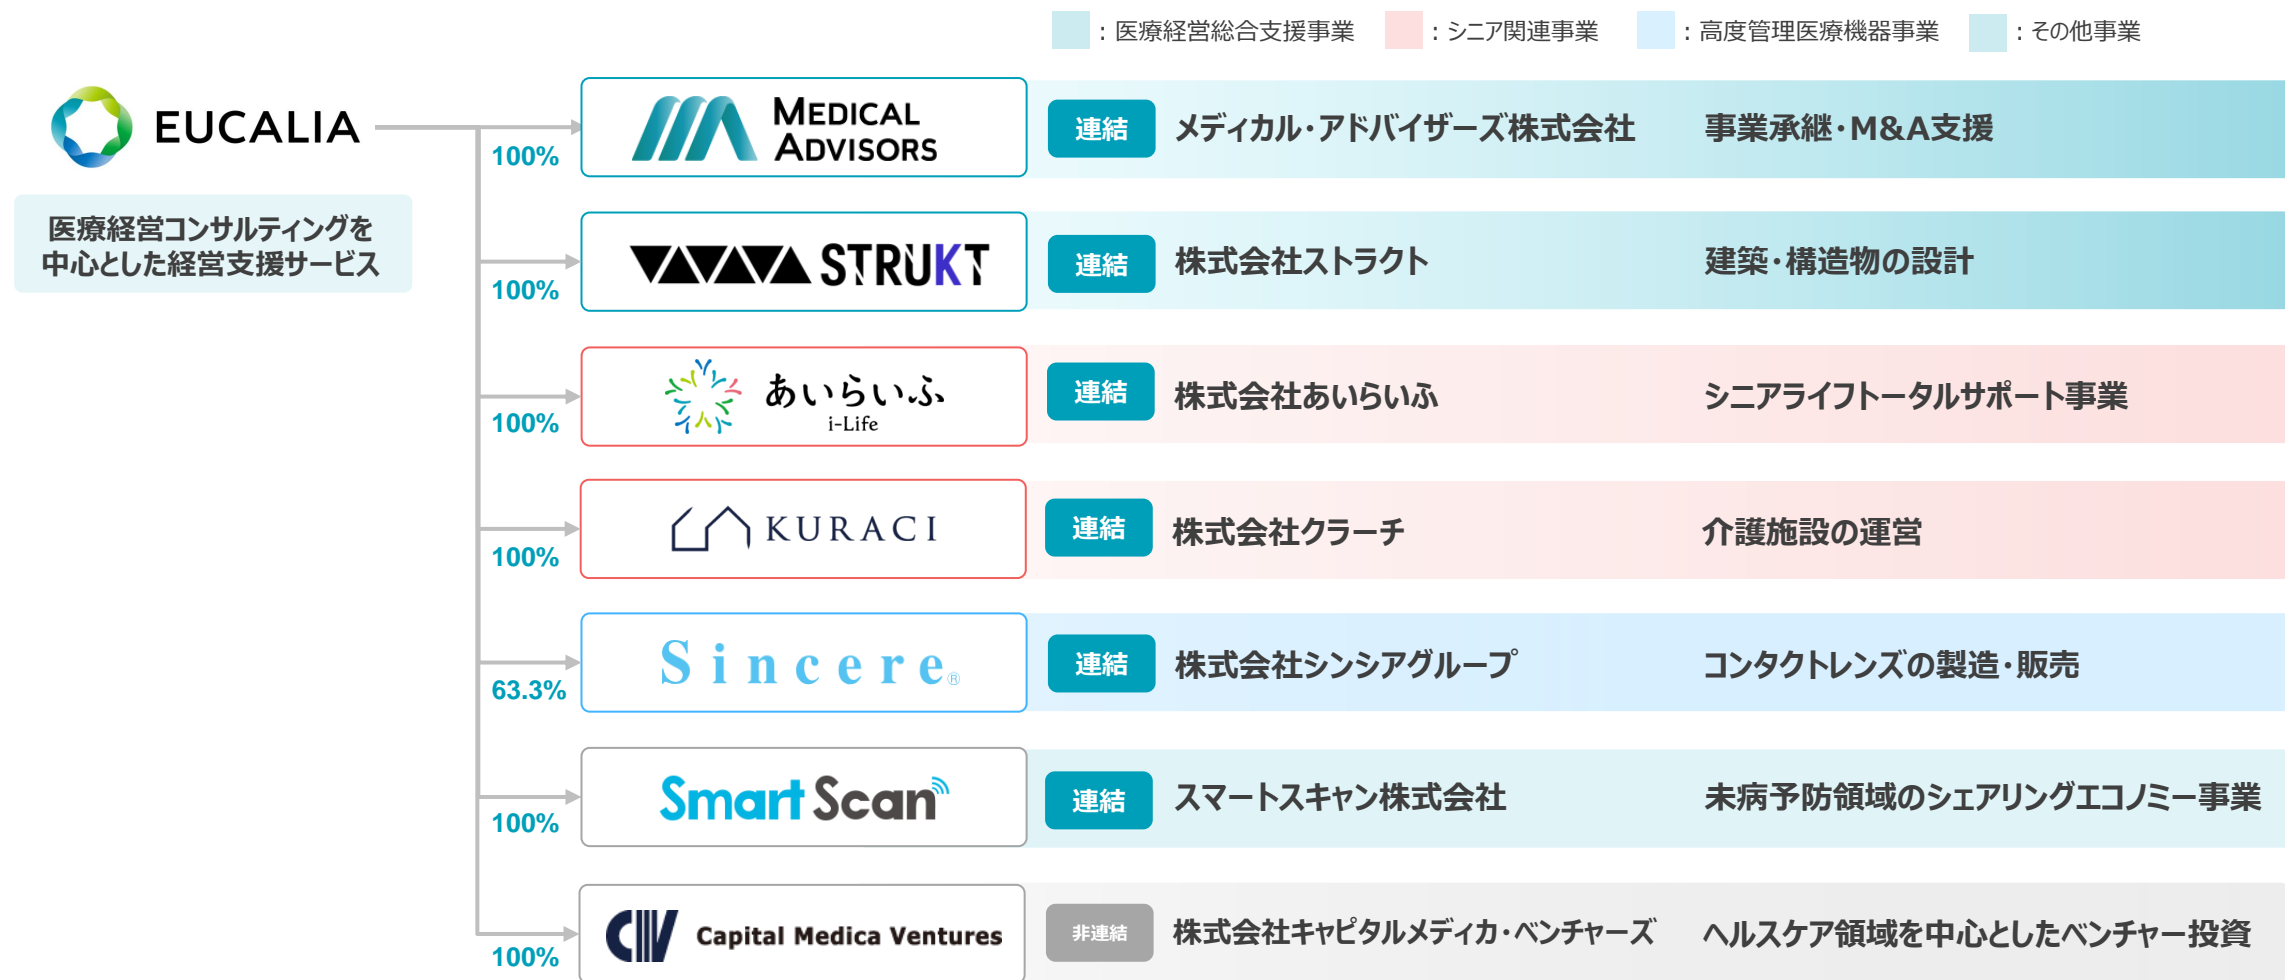 : 医療経営総合支援事業 : シニア関連事業 : 高度管理医療機器事業 : その他事業
EUCALIA
医療経営コンサルティングを
中心とした経営支援サービス
100%
MEDICAL
ADVISORS
連結 メディカル・アドバイザーズ株式会社 事業承継・M&A支援
100%
STRUKT
連結 株式会社ストラクト 建築・構造物の設計
100%
あいらいふ
i-Life
連結 株式会社あいらいふ シニアライフトータルサポート事業
100%
KURACI
連結 株式会社クラーチ 介護施設の運営
63.3%
Sincere®
連結 株式会社シンシアグループ コンタクトレンズの製造・販売
100%
Smart Scan
連結 スマートスキャン株式会社 未病予防領域のシェアリングエコノミー事業
100%
Capital Medica Ventures
非連結 株式会社キャピタルメディカ・ベンチャーズ ヘルスケア領域を中心としたベンチャー投資